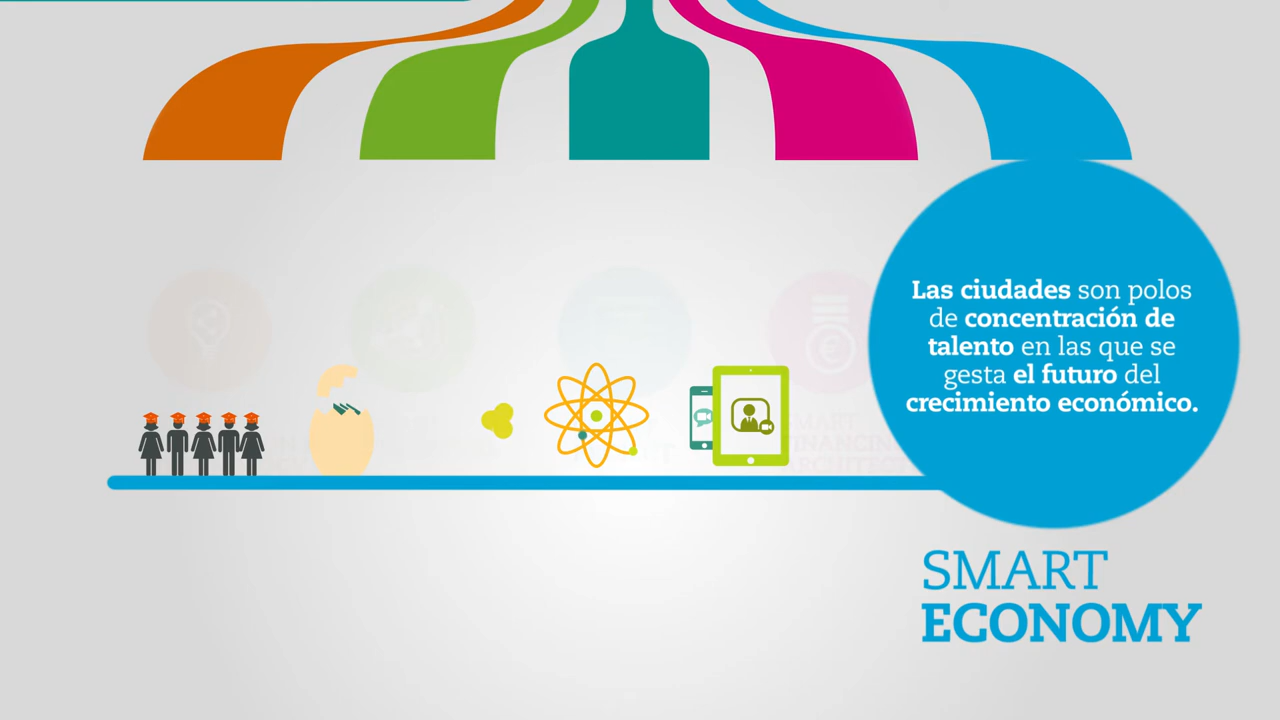 Las ciudades son polos
de concentración de
talento en las que se
gesta el futuro del
crecimiento económico.
SMART
ECONOMY